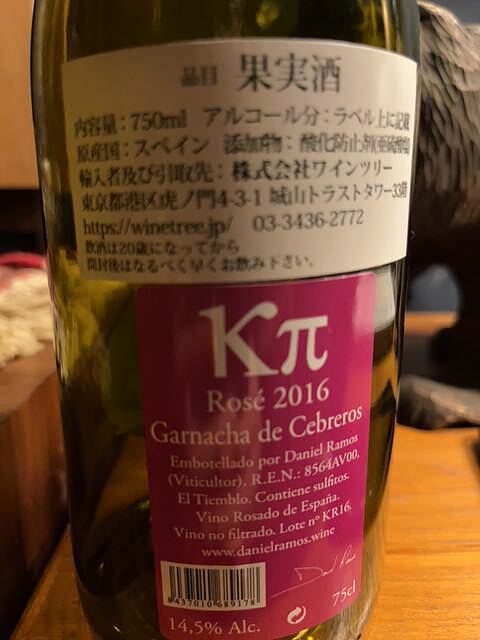 品目 果実酒
内容量：750ml アルコール分：ラベル上に記載
原産国：スペイン 添加物：酸化防止剤(亜硫酸塩)
輸入者及び引取先：株式会社ワインツリー
東京都港区虎ノ門4-3-1 城山トラストタワー33階
https://winetree.jp/ 03-3436-2772
飲酒は20歳になってから
開封後はなるべく早くお飲み下さい。
Kπ
Rosé 2016
Garnacha de Cebreros
Embotellado por Daniel Ramos
(Viticultor), R.E.N.: 8564AV00,
El Tiemblo. Contiene sulfitos.
Vino Rosado de España.
Vino no filtrado. Lote nº KR16,
www.danielramos.wine
8437010689178
75cl
14,5% Alc.